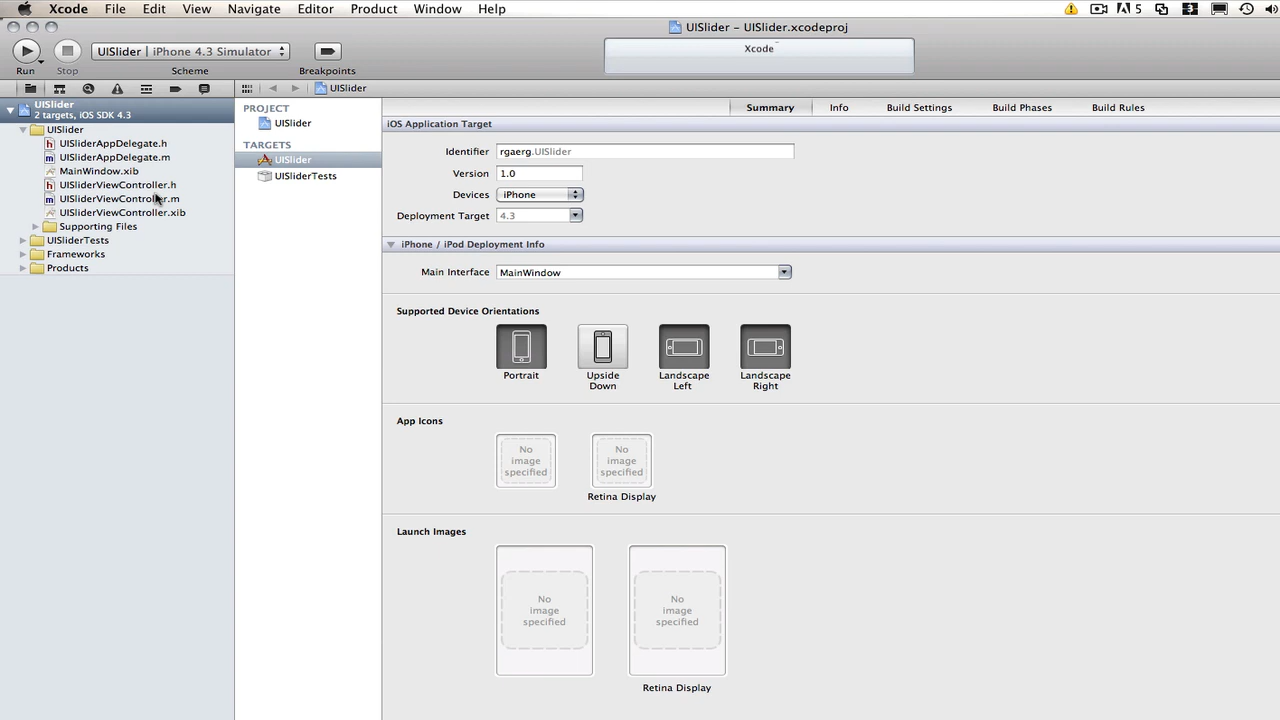 Xcode File Edit View Navigate Editor Product Window Help 5
UISlider – UISlider.xcodeproj
UISlider | iPhone 4.3 Simulator
Xcode
Run Stop Scheme Breakpoints
UISlider
UISlider
2 targets, iOS SDK 4.3
UISlider
UISliderAppDelegate.h
UISliderAppDelegate.m
MainWindow.xib
UISliderViewController.h
UISliderViewController.m
UISliderViewController.xib
Supporting Files
UISliderTests
Frameworks
Products
PROJECT
UISlider
TARGETS
UISlider
UISliderTests
Summary Info Build Settings Build Phases Build Rules
iOS Application Target
Identifier rgaerg.UISlider
Version 1.0
Devices iPhone
Deployment Target 4.3
iPhone / iPod Deployment Info
Main Interface MainWindow
Supported Device Orientations
Portrait
Upside
Down
Landscape
Left
Landscape
Right
App Icons
No
image
specified
No
image
specified
Retina Display
Launch Images
No
image
specified
No
image
specified
Retina Display